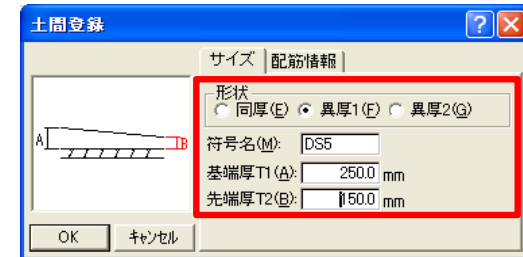 土間登録
サイズ 配筋情報
形状
同厚(E) 異厚1(F) 異厚2(G)
A B
符号名(M): DS5
基端厚T1(A): 250.0 mm
先端厚T2(B): 150.0 mm
OK キャンセル